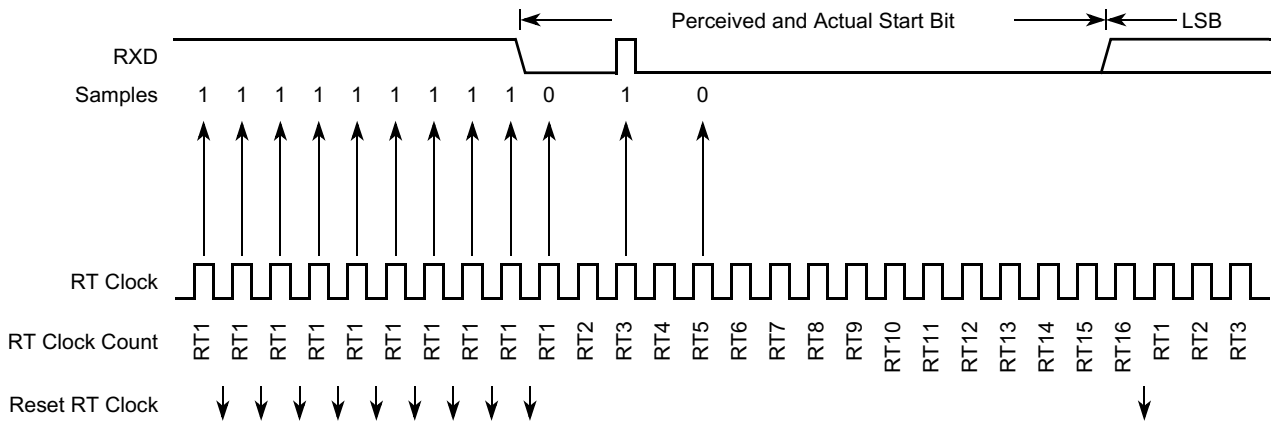 Perceived and Actual Start Bit
LSB
RXD
Samples 1 1 1 1 1 1 1 1 1 0 1 0
RT Clock
RT Clock Count RT1 RT1 RT1 RT1 RT1 RT1 RT1 RT1 RT1 RT1 RT2 RT3 RT4 RT5 RT6 RT7 RT8 RT9 RT10 RT11 RT12 RT13 RT14 RT15 RT16 RT1 RT2 RT3
Reset RT Clock